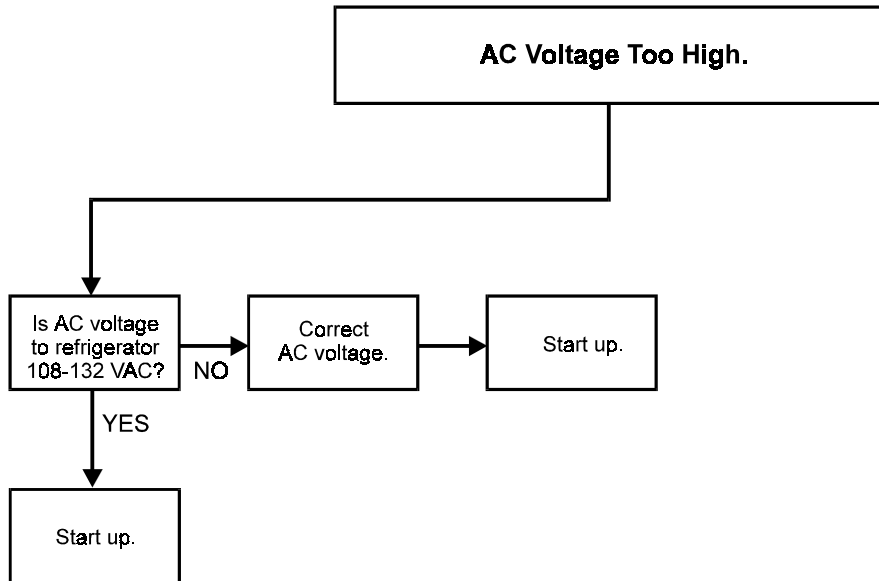 AC Voltage Too High.
Is AC voltage
to refrigerator
108-132 VAC?
NO
Correct
AC voltage.
Start up.
YES
Start up.